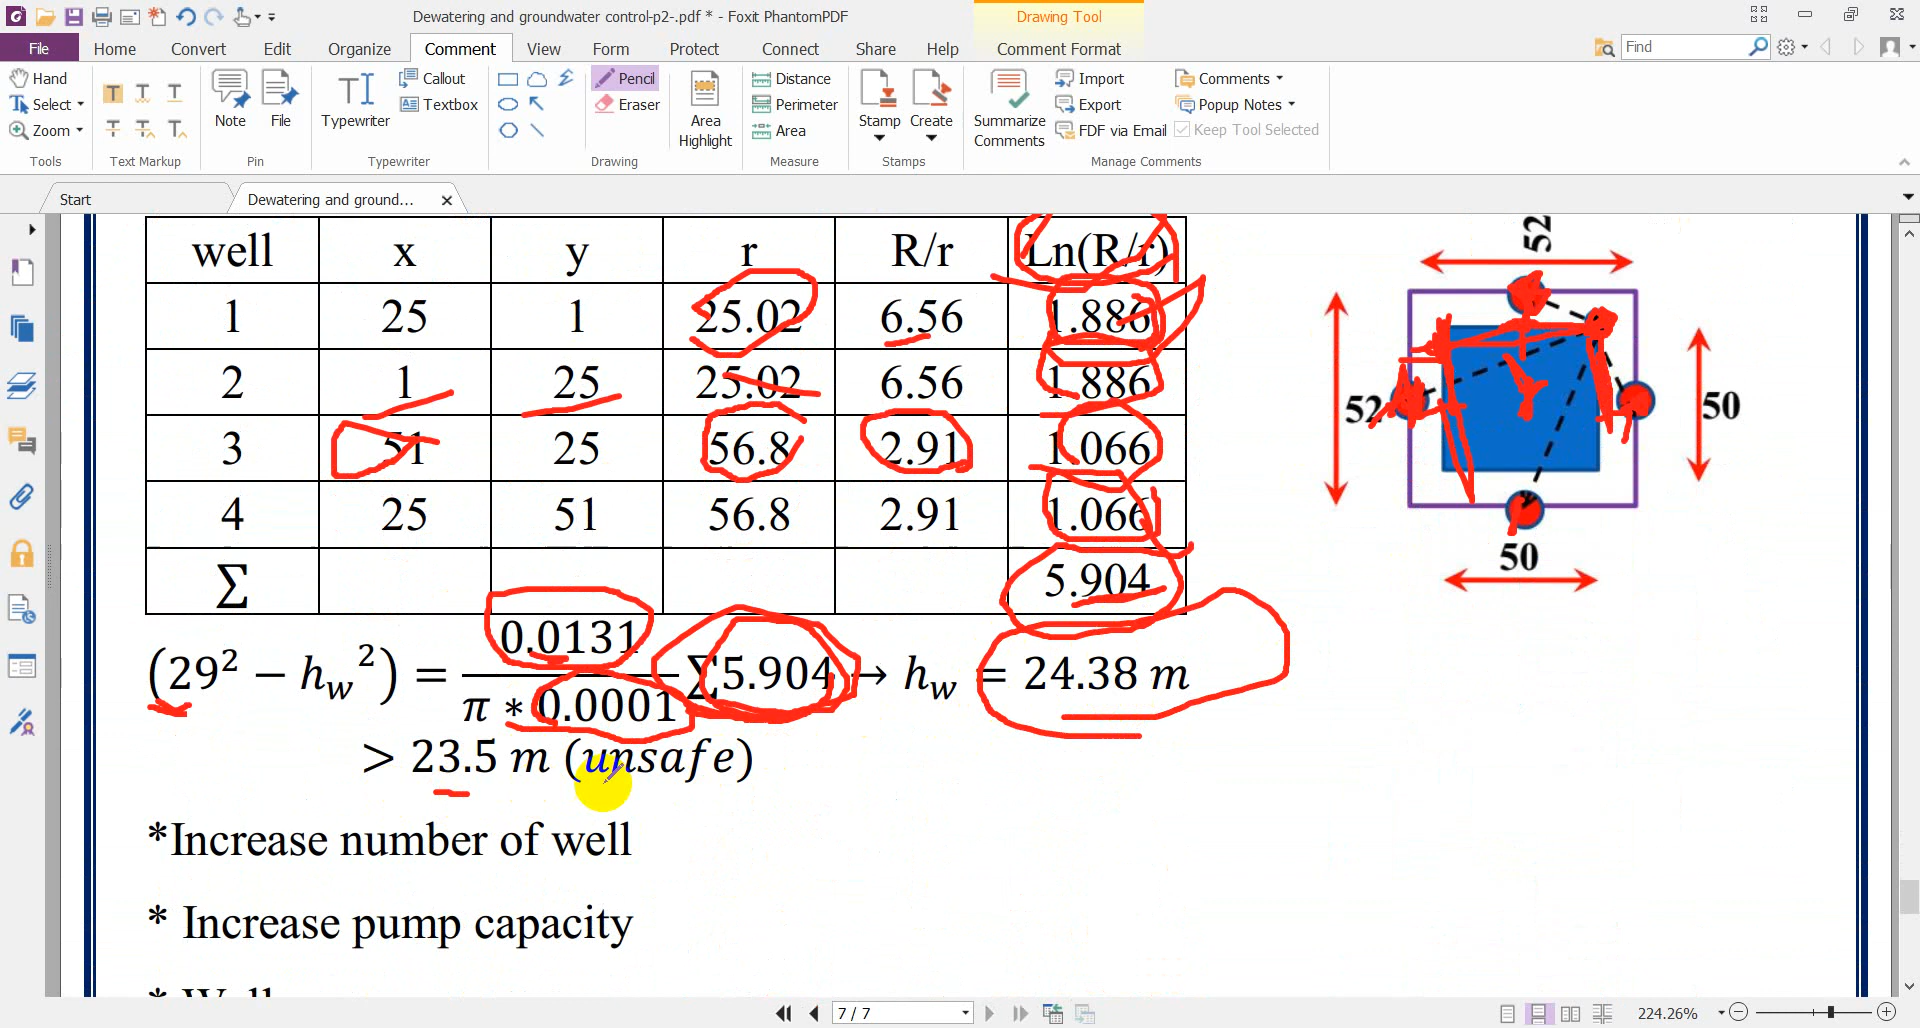 Dewatering and groundwater control-p2-.pdf * - Foxit PhantomPDF
Drawing Tool
File Home Convert Edit Organize Comment View Form Protect Connect Share Help Comment Format
Find
Hand
Select
Zoom
Tools
Text Markup
Note
File
Pin
Typewriter
Callout
Textbox
Typewriter
Pencil
Eraser
Drawing
Area Highlight
Distance
Perimeter
Area
Measure
Stamp
Create
Stamps
Summarize Comments
Import
Export
FDF via Email
Comments
Popup Notes
Keep Tool Selected
Manage Comments
Start
Dewatering and ground...
well x y r R/r Ln(R/r)
1 25 1 25.02 6.56 1.886
2 1 25 25.02 6.56 1.886
3 51 25 56.8 2.91 1.066
4 25 51 56.8 2.91 1.066
∑ 5.904
52
52
50
50
(29² − h_w²) = 0.0131 / (π * 0.0001) ∑5.904 → h_w = 24.38 m
> 23.5 m (unsafe)
*Increase number of well
* Increase pump capacity
7 / 7
224.26%